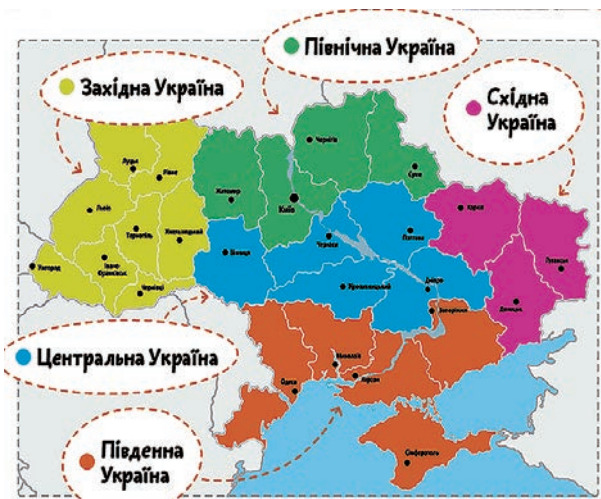 Північна Україна
Західна Україна
Східна
Україна
Чернігів
Луцьк
Рівне
Суми
Житомир
Київ
Харків
Львів
Тернопіль
Хмельницький
Черкаси
Полтава
Вінниця
Івано-
Франківськ
Ужгород
Луганськ
Чернівці
Кропивницький
Дніпро
Донецьк
Запоріжжя
Центральна Україна
Миколаїв
Одеса
Херсон
Південна
Україна
Сімферополь